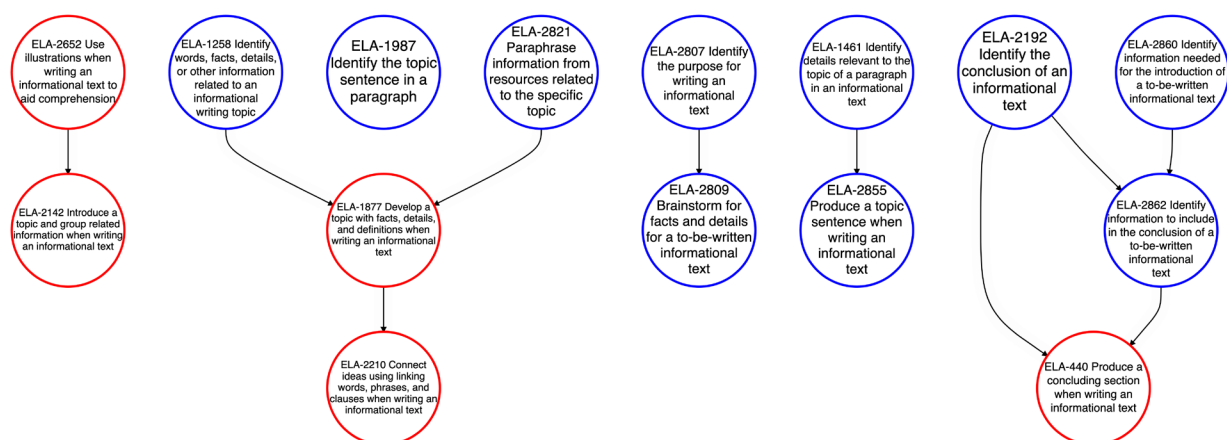 ELA-2652 Use
illustrations when
writing an
informational text to
aid comprehension
ELA-1258 Identify
words, facts, details,
or other information
related to an
informational
writing topic
ELA-1987
Identify the topic
sentence in a
paragraph
ELA-2821
Paraphrase
information from
resources related
to the specific
topic
ELA-2807 Identify
the purpose for
writing an
informational
text
ELA-1461 Identify
details relevant to the
topic of a paragraph
in an informational
text
ELA-2192
Identify the
conclusion of an
informational
text
ELA-2860 Identify
information needed
for the introduction of
a to-be-written
informational text
ELA-2142 Introduce a
topic and group related
information when writing
an informational text
ELA-1877 Develop a
topic with facts, details,
and definitions when
writing an informational
text
ELA-2809
Brainstorm for
facts and details
for a to-be-written
informational
text
ELA-2855
Produce a topic
sentence when
writing an
informational
text
ELA-2862 Identify
information to include
in the conclusion of a
to-be-written
informational
text
ELA-2210 Connect
ideas using linking
words, phrases, and
clauses when writing an
informational text
ELA-440 Produce a
concluding section
when writing an
informational text